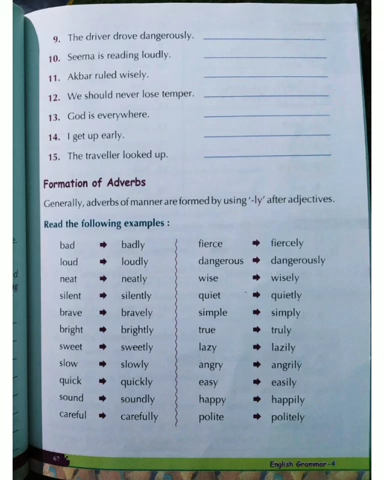 9. The driver drove dangerously.
10. Seema is reading loudly.
11. Akbar ruled wisely.
12. We should never lose temper.
13. God is everywhere.
14. I get up early.
15. The traveller looked up.
Formation of Adverbs
Generally, adverbs of manner are formed by using '-ly' after adjectives.
Read the following examples :
bad ➡ badly fierce ➡ fiercely
loud ➡ loudly dangerous ➡ dangerously
neat ➡ neatly wise ➡ wisely
silent ➡ silently quiet ➡ quietly
brave ➡ bravely simple ➡ simply
bright ➡ brightly true ➡ truly
sweet ➡ sweetly lazy ➡ lazily
slow ➡ slowly angry ➡ angrily
quick ➡ quickly easy ➡ easily
sound ➡ soundly happy ➡ happily
careful ➡ carefully polite ➡ politely
English Grammar-4